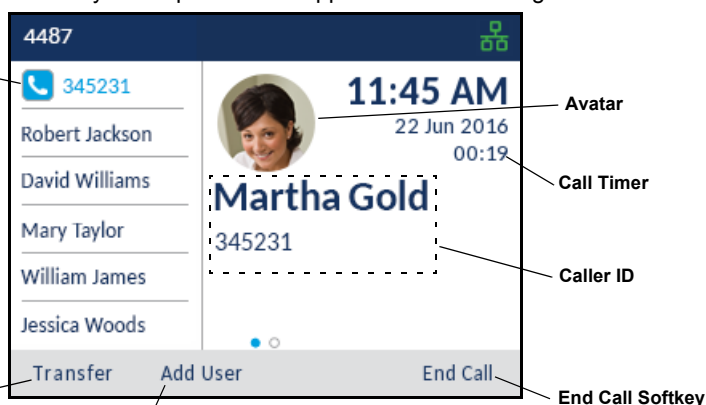 4487
345231
Robert Jackson
David Williams
Mary Taylor
William James
Jessica Woods
11:45 AM
22 Jun 2016
00:19
Martha Gold
345231
Transfer Add User End Call
Avatar
Call Timer
Caller ID
End Call Softkey